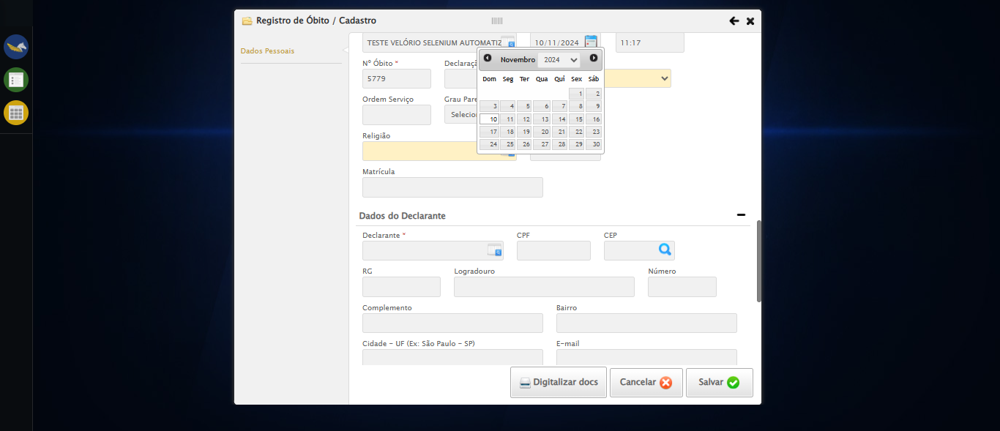 Registro de Óbito / Cadastro
Dados Pessoais
TESTE VELÓRIO SELENIUM AUTOMATIZ 10/11/2024 11:17
Nº Óbito * Declaraçã
5779
Ordem Serviço Grau Pare
Selecio
Religião
Matrícula
Novembro 2024
Dom Seg Ter Qua Qui Sex Sáb
1 2
3 4 5 6 7 8 9
10 11 12 13 14 15 16
17 18 19 20 21 22 23
24 25 26 27 28 29 30
Dados do Declarante
Declarante * CPF CEP
RG Logradouro Número
Complemento Bairro
Cidade - UF (Ex: São Paulo - SP) E-mail
Digitalizar docs Cancelar Salvar